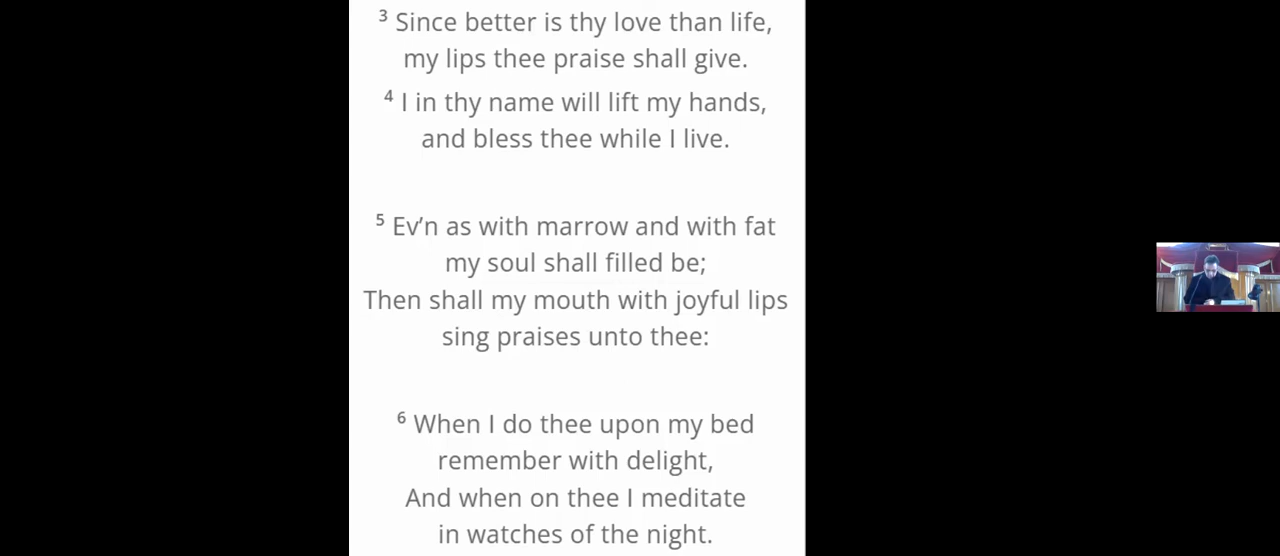 3 Since better is thy love than life,
my lips thee praise shall give.
4 I in thy name will lift my hands,
and bless thee while I live.
5 Ev’n as with marrow and with fat
my soul shall filled be;
Then shall my mouth with joyful lips
sing praises unto thee:
6 When I do thee upon my bed
remember with delight,
And when on thee I meditate
in watches of the night.